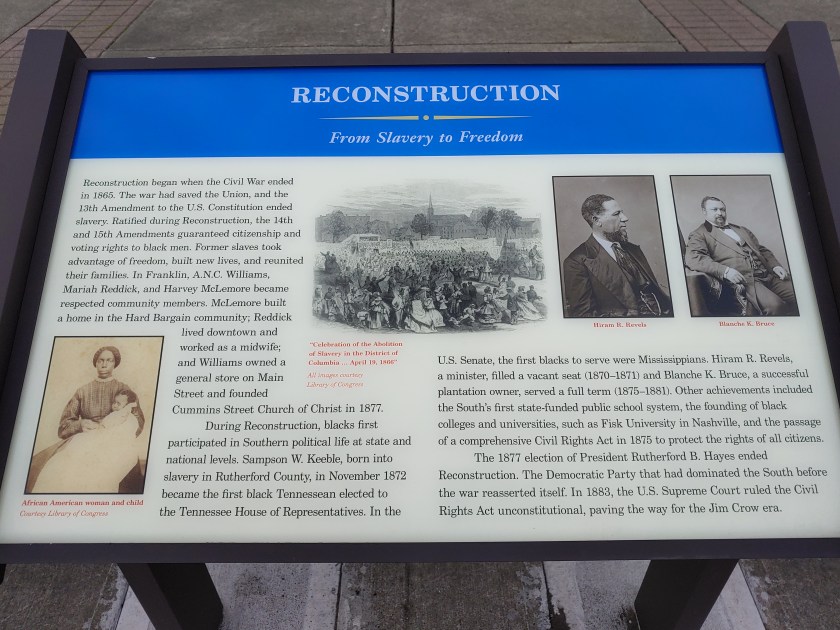 RECONSTRUCTION
From Slavery to Freedom
Reconstruction began when the Civil War ended
in 1865. The war had saved the Union, and the
13th Amendment to the U.S. Constitution ended
slavery. Ratified during Reconstruction, the 14th
and 15th Amendments guaranteed citizenship and
voting rights to black men. Former slaves took
advantage of freedom, built new lives, and reunited
their families. In Franklin, A.N.C. Williams,
Mariah Reddick, and Harvey McLemore became
respected community members. McLemore built
a home in the Hard Bargain community; Reddick
lived downtown and
worked as a midwife;
and Williams owned a
general store on Main
Street and founded
Cummins Street Church of Christ in 1877.
During Reconstruction, blacks first
participated in Southern political life at state and
national levels. Sampson W. Keeble, born into
slavery in Rutherford County, in November 1872
became the first black Tennessean elected to
the Tennessee House of Representatives. In the
African American woman and child
Courtesy Library of Congress
"Celebration of the Abolition
of Slavery in the District of
Columbia ... April 19, 1866"
All images courtesy
Library of Congress
Hiram R. Revels
Blanche K. Bruce
U.S. Senate, the first blacks to serve were Mississippians. Hiram R. Revels,
a minister, filled a vacant seat (1870–1871) and Blanche K. Bruce, a successful
plantation owner, served a full term (1875–1881). Other achievements included
the South's first state-funded public school system, the founding of black
colleges and universities, such as Fisk University in Nashville, and the passage
of a comprehensive Civil Rights Act in 1875 to protect the rights of all citizens.
The 1877 election of President Rutherford B. Hayes ended
Reconstruction. The Democratic Party that had dominated the South before
the war reasserted itself. In 1883, the U.S. Supreme Court ruled the Civil
Rights Act unconstitutional, paving the way for the Jim Crow era.